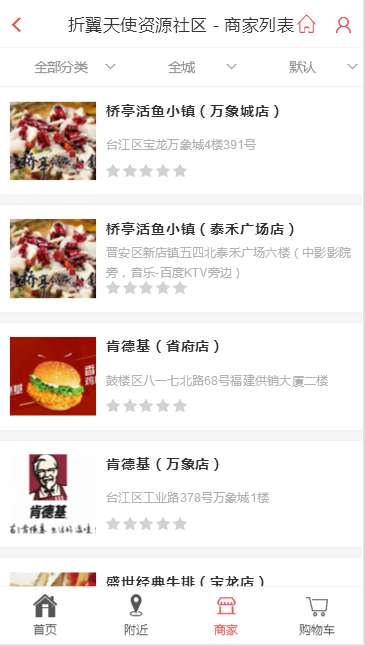 折翼天使资源社区 - 商家列表
全部分类
全城
默认
桥亭活鱼小镇（万象城店）
台江区宝龙万象城4楼391号
桥亭活鱼小镇（泰禾广场店）
晋安区新店镇五四北泰禾广场六楼（中影影院
旁，音乐-百度KTV旁边）
肯德基（省府店）
鼓楼区八一七北路68号福建供销大厦二楼
肯德基（万象店）
台江区工业路378号万象城1楼
肯德基
盛世经典牛排（宝龙店）
首页
附近
商家
购物车